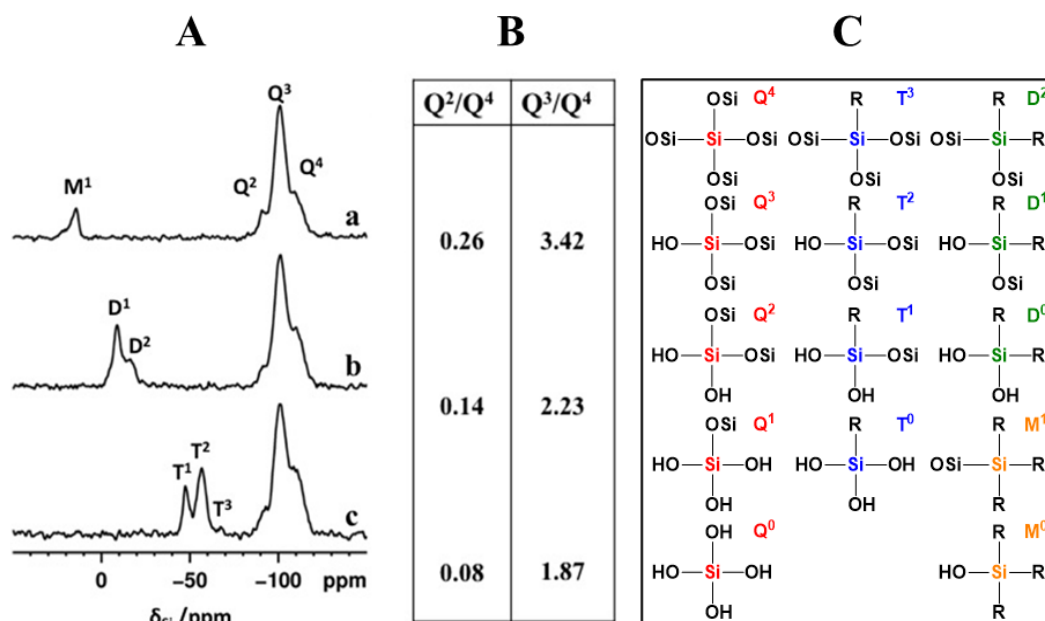 A
Q³
M¹
Q²
Q⁴
a
D¹
D²
b
T²
T¹
T³
c
0 −50 −100 ppm
/ppm
B
Q²/Q⁴ Q³/Q⁴
0.26 3.42
0.14 2.23
0.08 1.87
C
OSi Q⁴ R T³ R D²
OSi Si OSi OSi Si OSi OSi Si R
OSi OSi OSi
OSi Q³ R T² R D¹
HO Si OSi HO Si OSi HO Si R
OSi OSi OSi
OSi Q² R T¹ R D⁰
HO Si OSi HO Si OSi HO Si R
OH OH OH
OSi Q¹ R T⁰ R M¹
HO Si OH HO Si OH OSi Si R
OH OH R
OH Q⁰ R M⁰
HO Si OH HO Si R
OH R